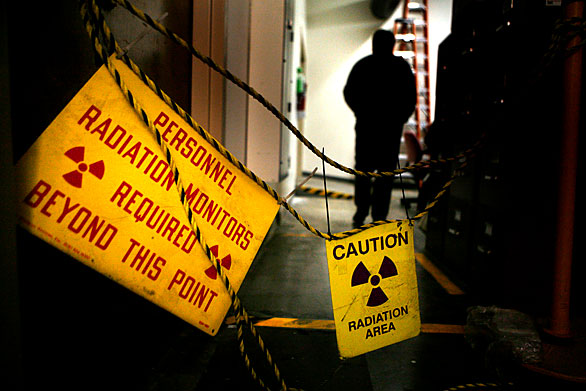 PERSONNEL
RADIATION MONITORS
REQUIRED
BEYOND THIS POINT
CAUTION
RADIATION
AREA